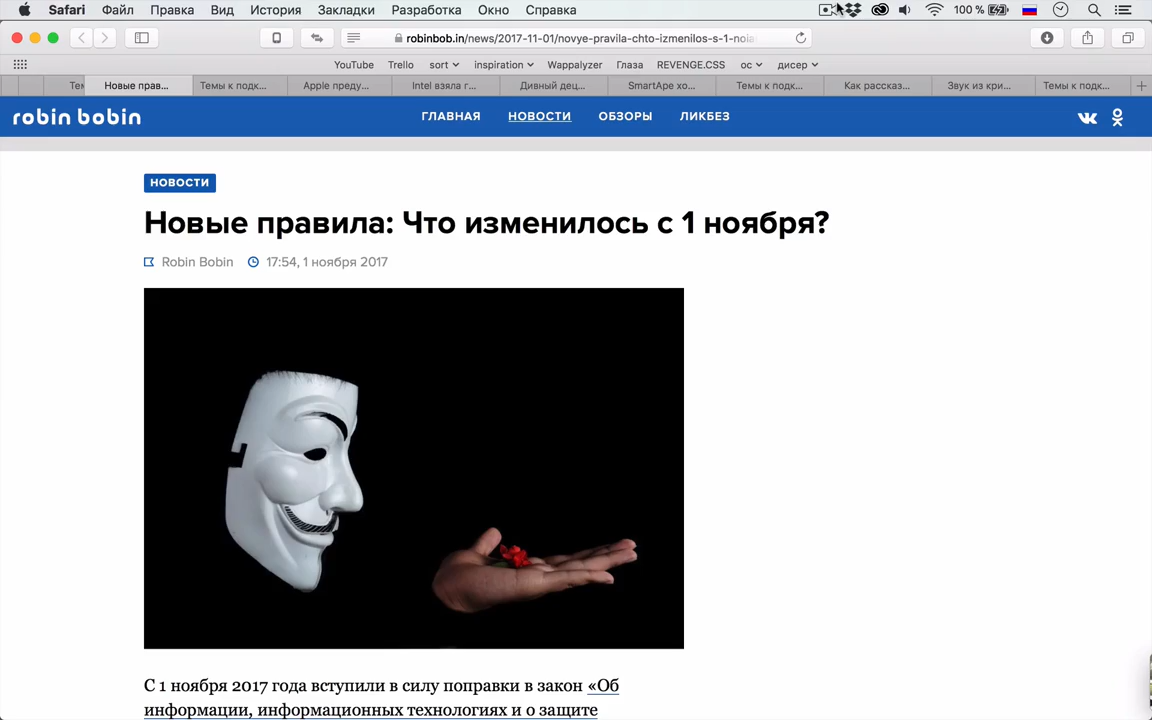 Safari Файл Правка Вид История Закладки Разработка Окно Справка 100 %
robinbob.in/news/2017-11-01/novye-pravila-chto-izmenilos-s-1-noia
YouTube Trello sort inspiration Wappalyzer Глаза REVENGE.CSS ос дисер
Тем Новые прав... Темы к подк... Apple преду... Intel взяла г... Дивный дец... SmartApe хо... Темы к подк... Как рассказ... Звук из кри... Темы к подк...
robin bobin ГЛАВНАЯ НОВОСТИ ОБЗОРЫ ЛИКБЕЗ
НОВОСТИ
Новые правила: Что изменилось с 1 ноября?
Robin Bobin 17:54, 1 ноября 2017
С 1 ноября 2017 года вступили в силу поправки в закон «Об
информации, информационных технологиях и о защите